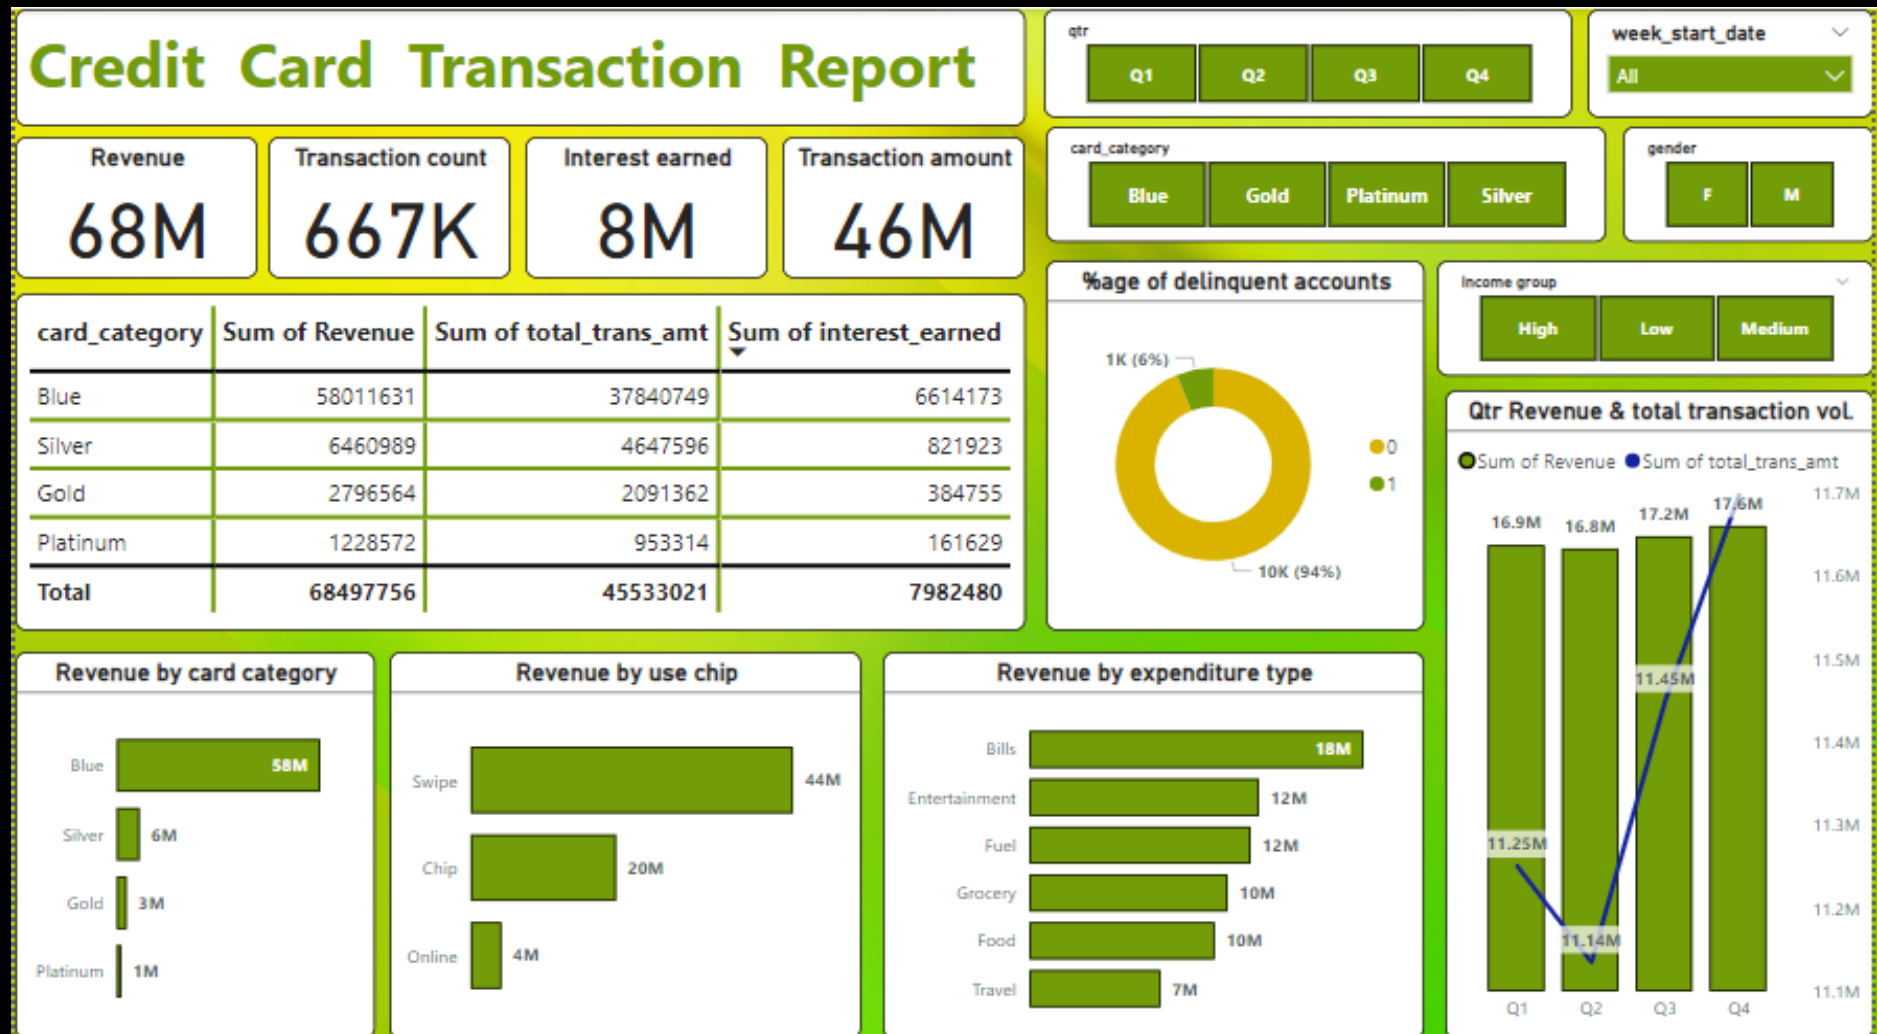 Credit Card Transaction Report
qtr
Q1 Q2 Q3 Q4
week_start_date
All
Revenue
68M
Transaction count
667K
Interest earned
8M
Transaction amount
46M
card_category
Blue Gold Platinum Silver
gender
F M
card_category Sum of Revenue Sum of total_trans_amt Sum of interest_earned
Blue 58011631 37840749 6614173
Silver 6460989 4647596 821923
Gold 2796564 2091362 384755
Platinum 1228572 953314 161629
Total 68497756 45533021 7982480
%age of delinquent accounts
1K (6%)
0
1
10K (94%)
Income group
High Low Medium
Qtr Revenue & total transaction vol.
Sum of Revenue Sum of total_trans_amt
16.9M 16.8M 17.2M 17.6M
11.25M 11.14M 11.45M
11.7M
11.6M
11.5M
11.4M
11.3M
11.2M
11.1M
Q1 Q2 Q3 Q4
Revenue by card category
Blue 58M
Silver 6M
Gold 3M
Platinum 1M
Revenue by use chip
Swipe 44M
Chip 20M
Online 4M
Revenue by expenditure type
Bills 18M
Entertainment 12M
Fuel 12M
Grocery 10M
Food 10M
Travel 7M